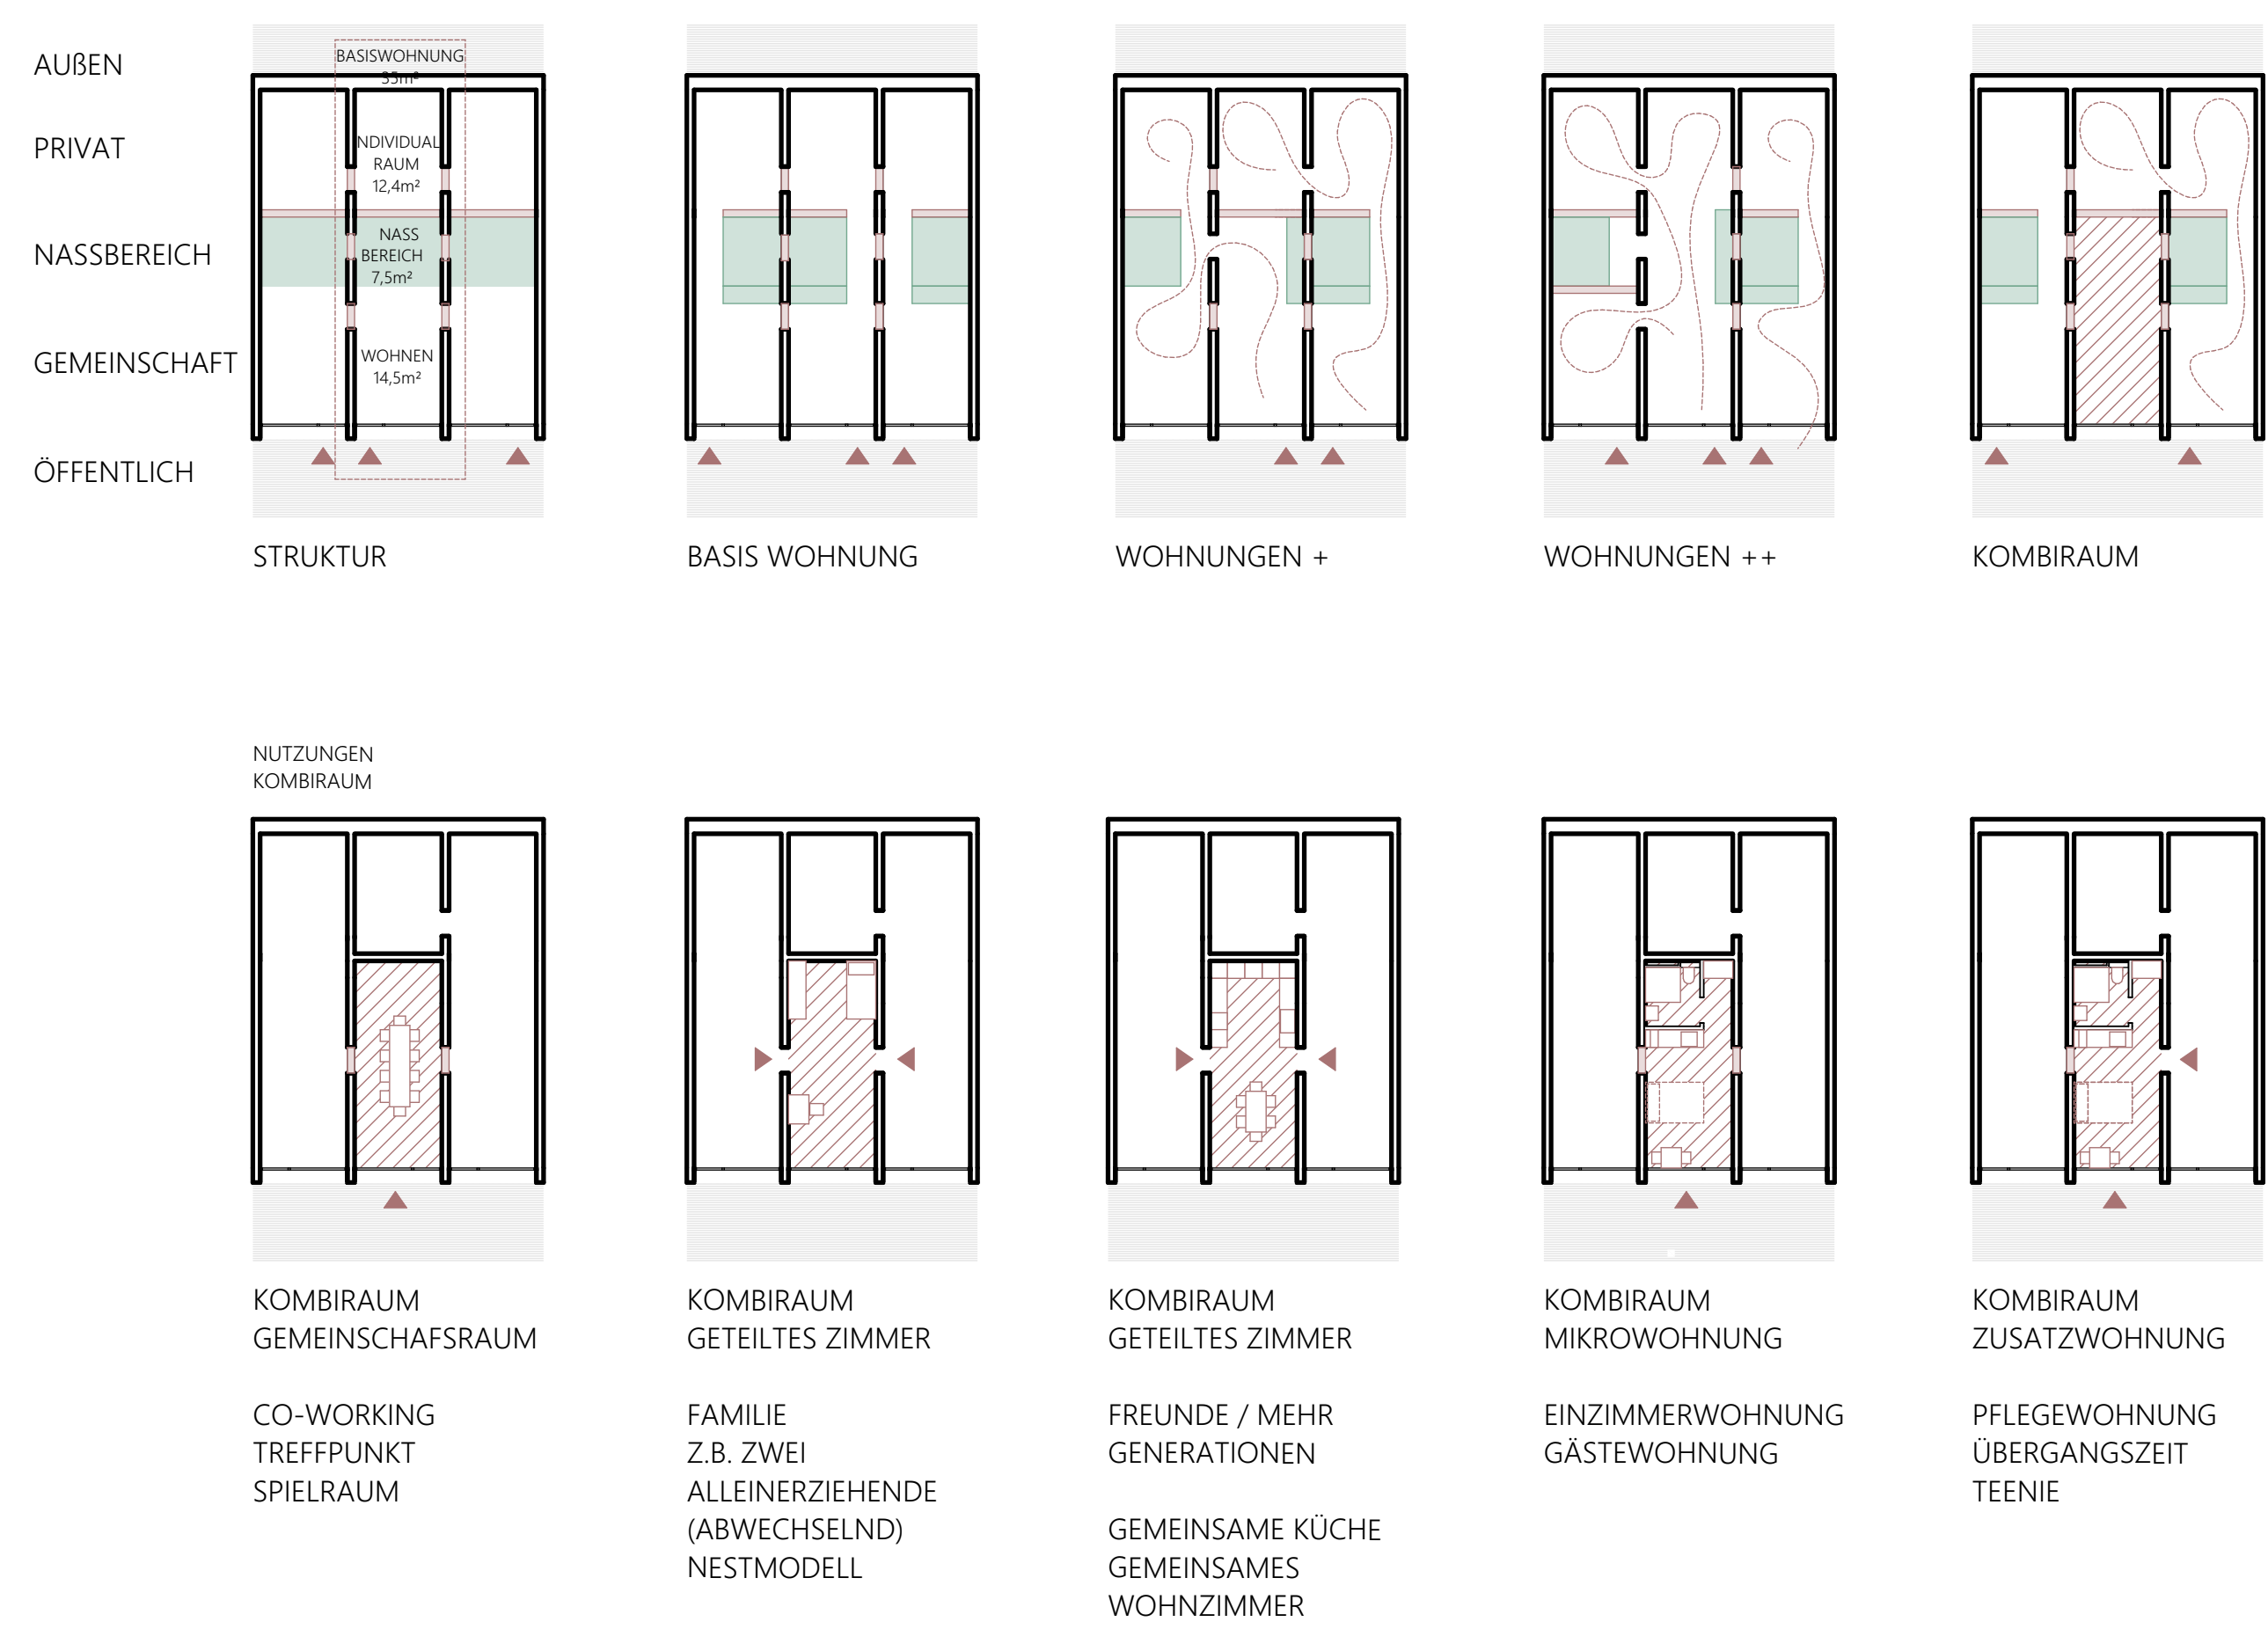 AUßEN
PRIVAT
NASSBEREICH
GEMEINSCHAFT
ÖFFENTLICH
BASISWOHNUNG
35m²
NDIVIDUAL
RAUM
12,4m²
NASS
BEREICH
7,5m²
WOHNEN
14,5m²
STRUKTUR
BASIS WOHNUNG
WOHNUNGEN +
WOHNUNGEN ++
KOMBIRAUM
NUTZUNGEN
KOMBIRAUM
KOMBIRAUM
GEMEINSCHAFSRAUM
CO-WORKING
TREFFPUNKT
SPIELRAUM
KOMBIRAUM
GETEILTES ZIMMER
FAMILIE
Z.B. ZWEI
ALLEINERZIEHENDE
(ABWECHSELND)
NESTMODELL
KOMBIRAUM
GETEILTES ZIMMER
FREUNDE / MEHR
GENERATIONEN
GEMEINSAME KÜCHE
GEMEINSAMES
WOHNZIMMER
KOMBIRAUM
MIKROWOHNUNG
EINZIMMERWOHNUNG
GÄSTEWOHNUNG
KOMBIRAUM
ZUSATZWOHNUNG
PFLEGEWOHNUNG
ÜBERGANGSZEIT
TEENIE